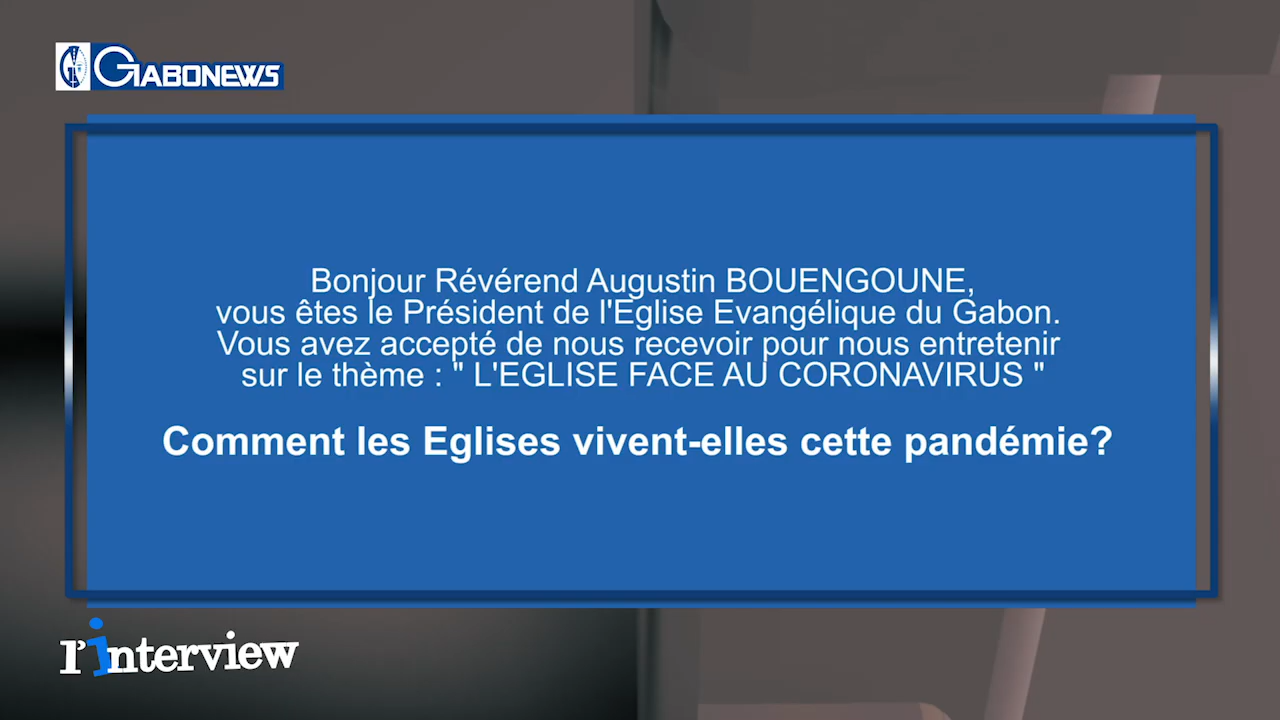 GABONEWS
Bonjour Révérend Augustin BOUENGOUNE,
vous êtes le Président de l'Eglise Evangélique du Gabon.
Vous avez accepté de nous recevoir pour nous entretenir
sur le thème : " L'EGLISE FACE AU CORONAVIRUS "
Comment les Eglises vivent-elles cette pandémie?
l'interview